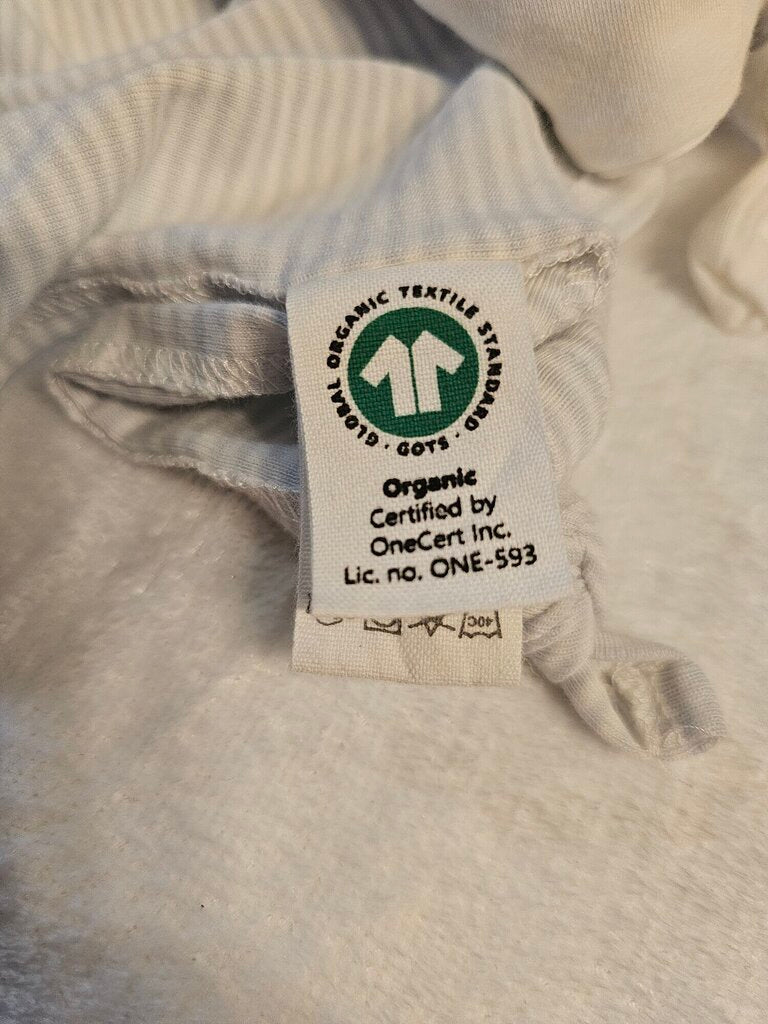 GLOBAL ORGANIC TEXTILE STANDARD · GOTS ·
Organic
Certified by
OneCert Inc.
Lic. no. ONE-593
40C